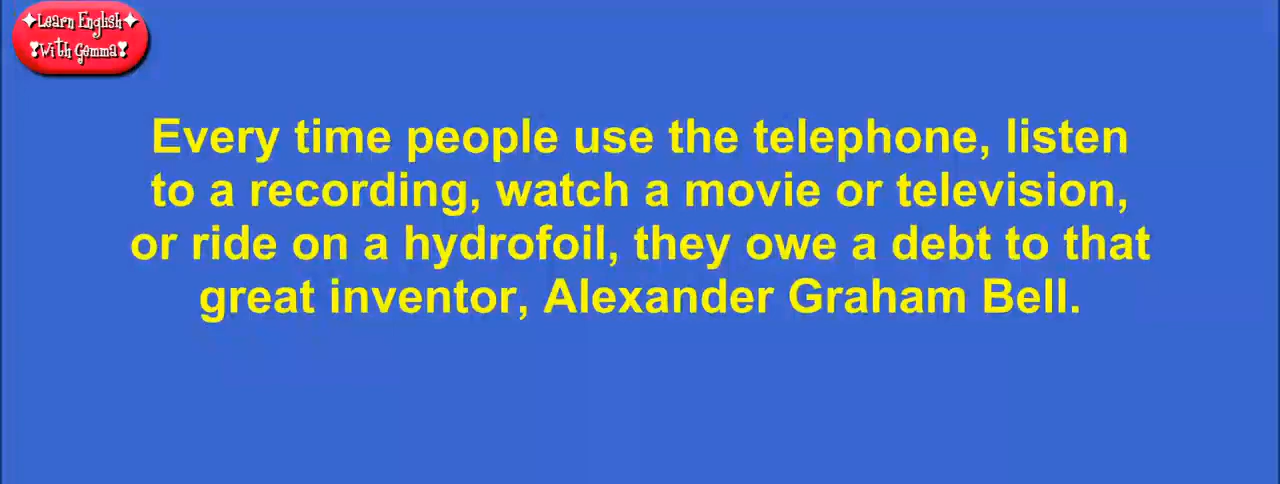 ✦Learn English✦
❣With Gemma❣
Every time people use the telephone, listen
to a recording, watch a movie or television,
or ride on a hydrofoil, they owe a debt to that
great inventor, Alexander Graham Bell.